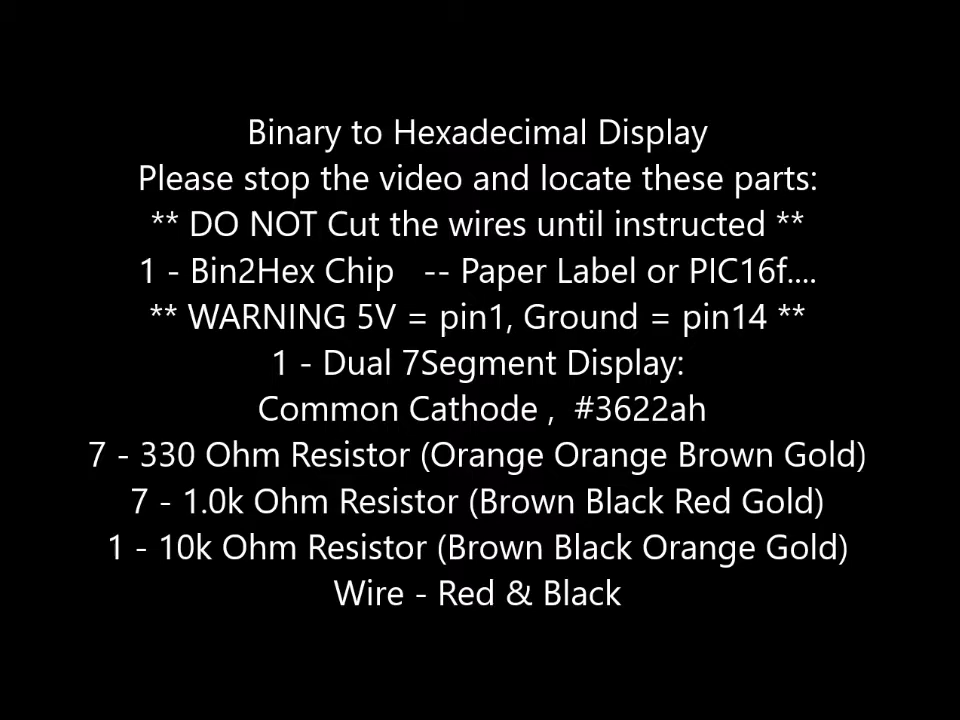 Binary to Hexadecimal Display
Please stop the video and locate these parts:
** DO NOT Cut the wires until instructed **
1 - Bin2Hex Chip   -- Paper Label or PIC16f....
** WARNING 5V = pin1, Ground = pin14 **
1 - Dual 7Segment Display:
Common Cathode ,  #3622ah
7 - 330 Ohm Resistor (Orange Orange Brown Gold)
7 - 1.0k Ohm Resistor (Brown Black Red Gold)
1 - 10k Ohm Resistor (Brown Black Orange Gold)
Wire - Red & Black